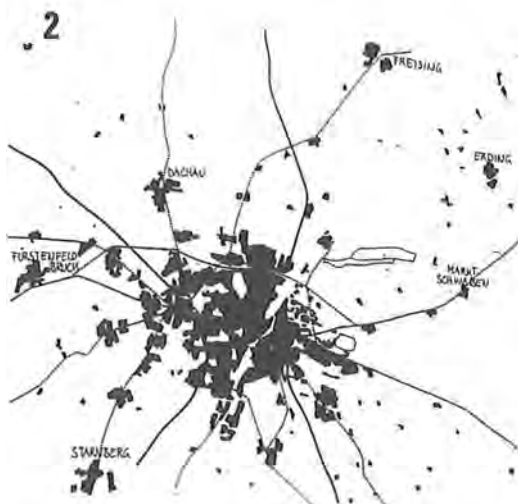 2
FREISING
ERDING
DACHAU
FÜRSTENFELD
BRUCK
MARKT
SCHWABEN
STARNBERG